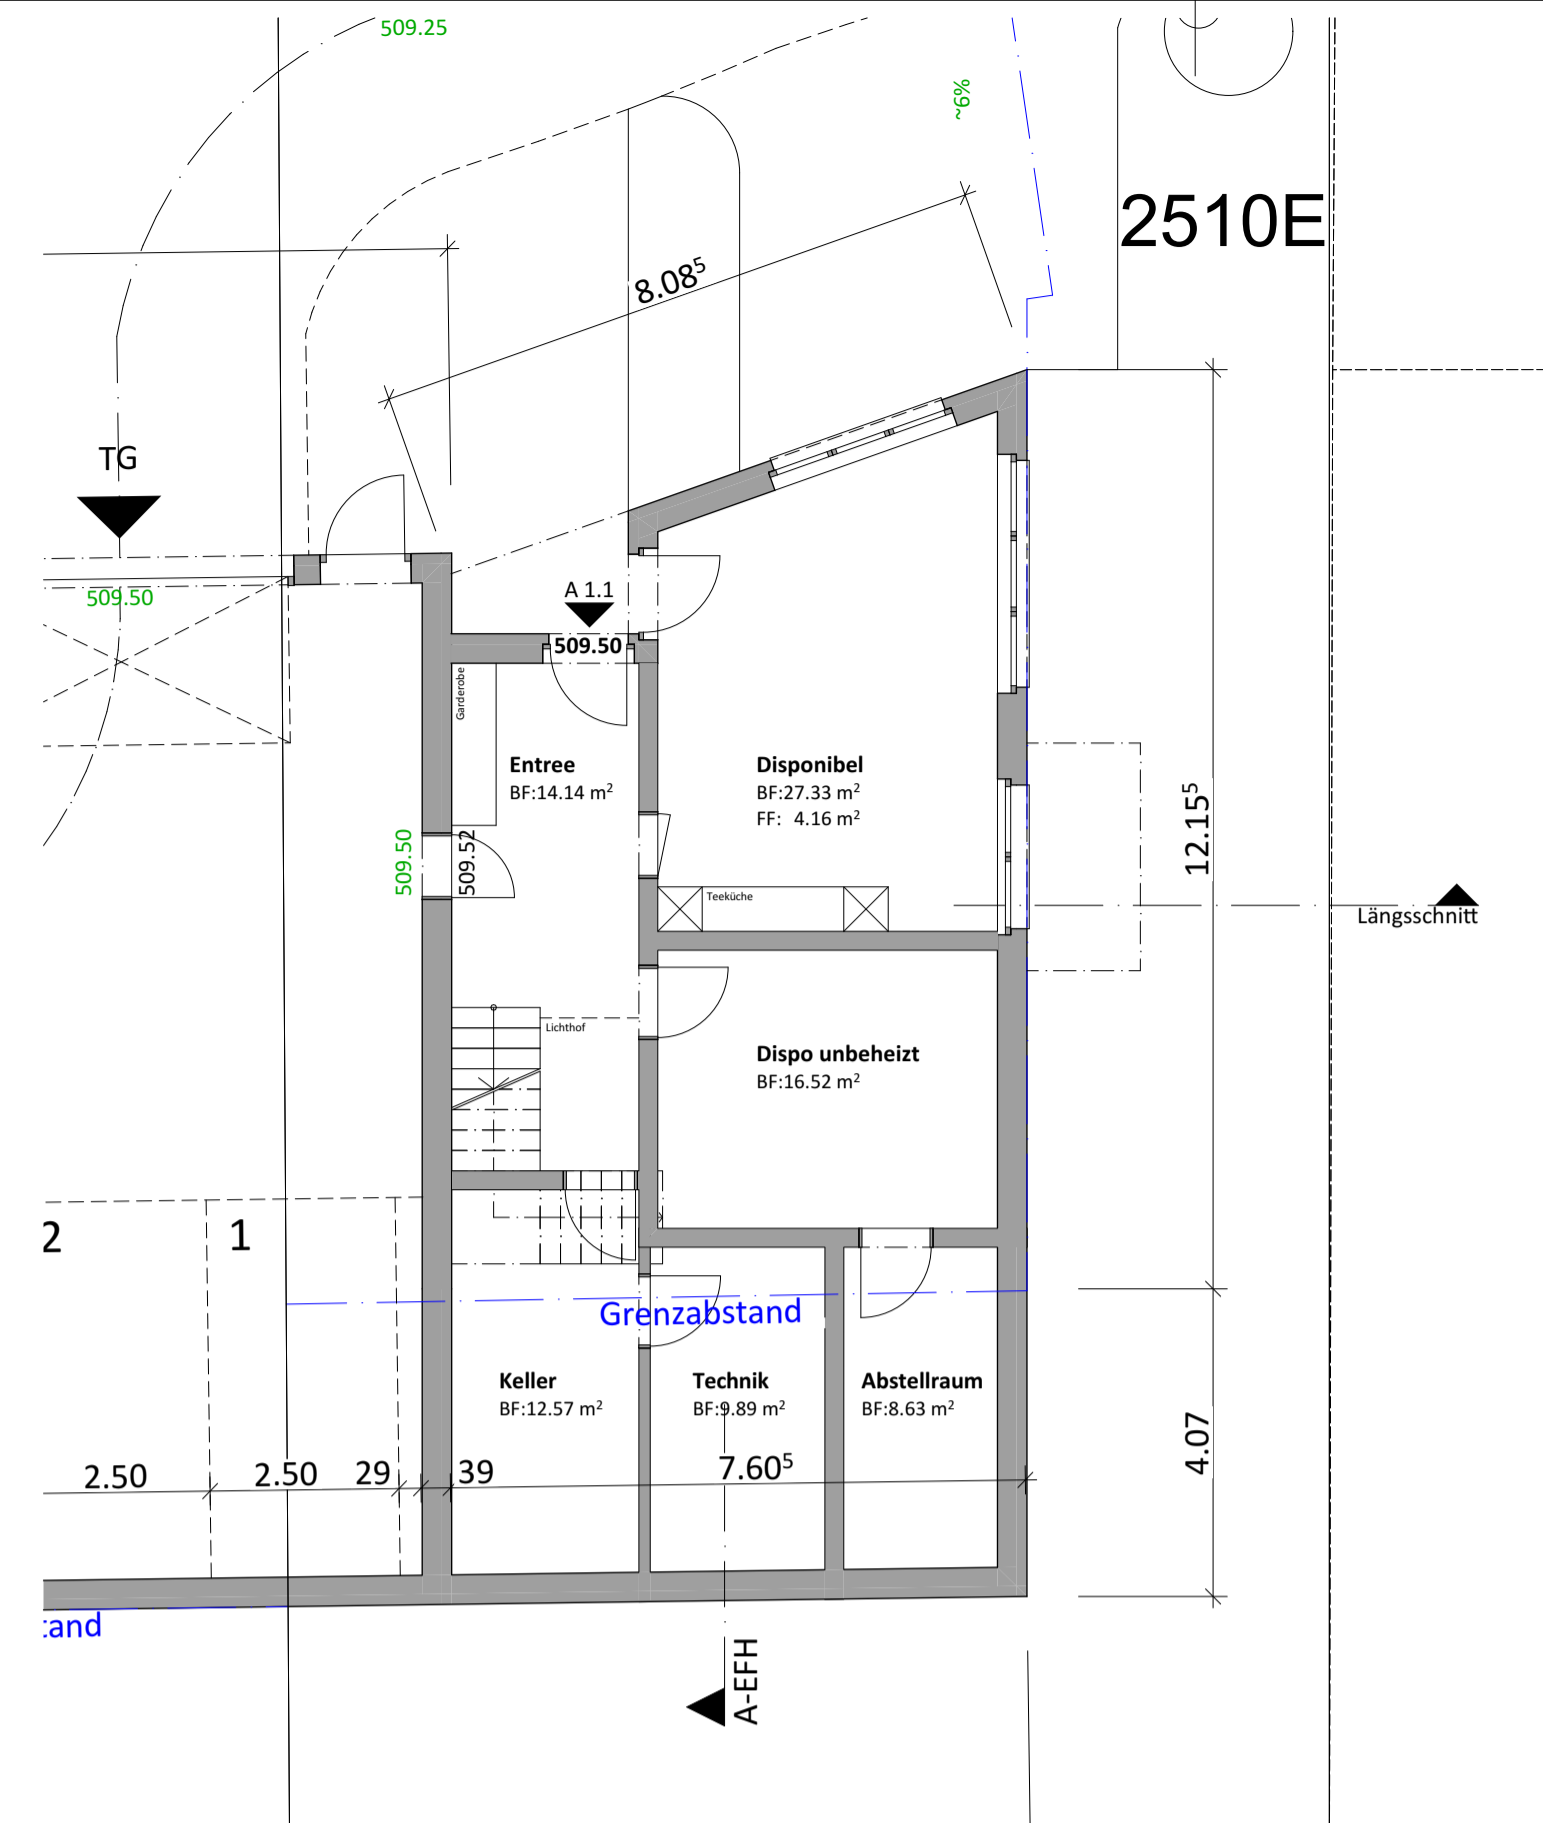 509.25
~6%
2510E
8.08⁵
TG
509.50
A 1.1
509.50
Garderobe
Entree
BF:14.14 m²
Disponibel
BF:27.33 m²
FF: 4.16 m²
509.50
509.52
12.15⁵
Teeküche
Längsschnitt
Lichthof
Dispo unbeheizt
BF:16.52 m²
2
1
Grenzabstand
Keller
BF:12.57 m²
Technik
BF:9.89 m²
Abstellraum
BF:8.63 m²
4.07
2.50
2.50
29
39
7.60⁵
tand
A-EFH